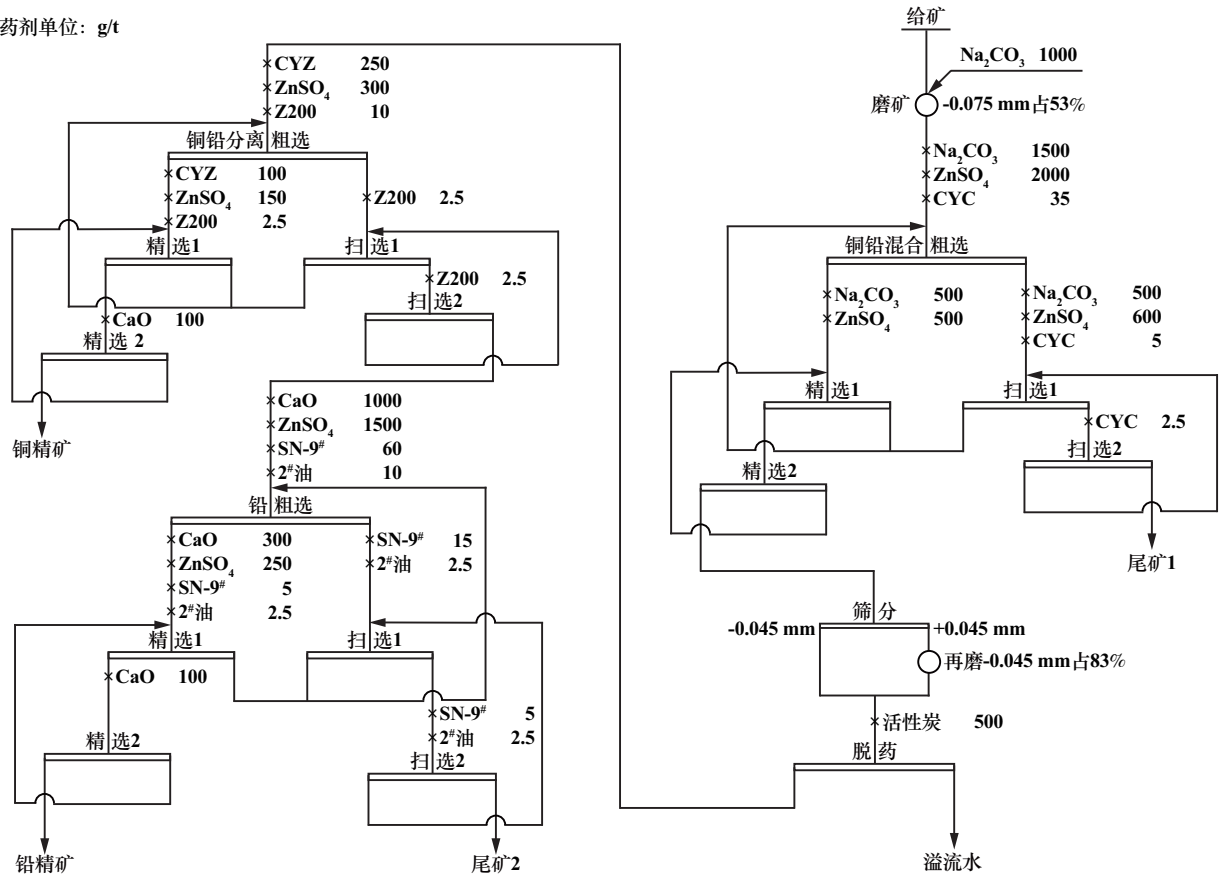 药剂单位：g/t
给矿
Na₂CO₃ 1000
磨矿 -0.075 mm占53%
Na₂CO₃ 1500
ZnSO₄ 2000
CYC 35
铜铅混合粗选
Na₂CO₃ 500
ZnSO₄ 500
Na₂CO₃ 500
ZnSO₄ 600
CYC 5
精选1
扫选1
CYC 2.5
精选2
扫选2
尾矿1
筛分
-0.045 mm
+0.045 mm
再磨-0.045 mm占83%
活性炭 500
脱药
溢流水
CYZ 250
ZnSO₄ 300
Z200 10
铜铅分离粗选
CYZ 100
ZnSO₄ 150
Z200 2.5
Z200 2.5
精选1
扫选1
Z200 2.5
扫选2
CaO 100
精选 2
铜精矿
CaO 1000
ZnSO₄ 1500
SN-9# 60
2#油 10
铅粗选
CaO 300
ZnSO₄ 250
SN-9# 5
2#油 2.5
SN-9# 15
2#油 2.5
精选1
扫选1
CaO 100
SN-9# 5
2#油 2.5
精选2
扫选2
铅精矿
尾矿2